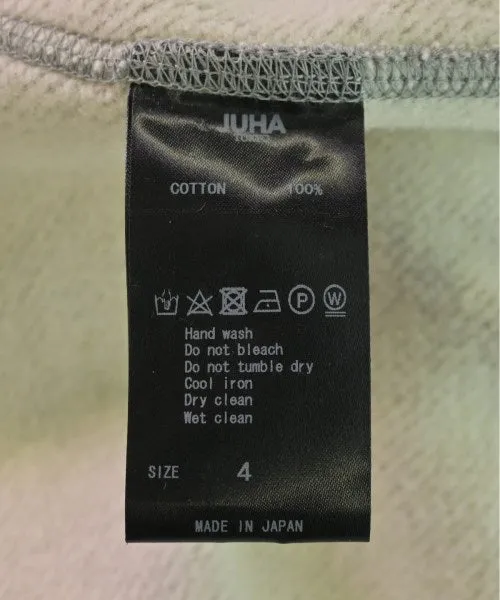 JUHA
COTTON 100%
P W
Hand wash
Do not bleach
Do not tumble dry
Cool iron
Dry clean
Wet clean
SIZE 4
MADE IN JAPAN